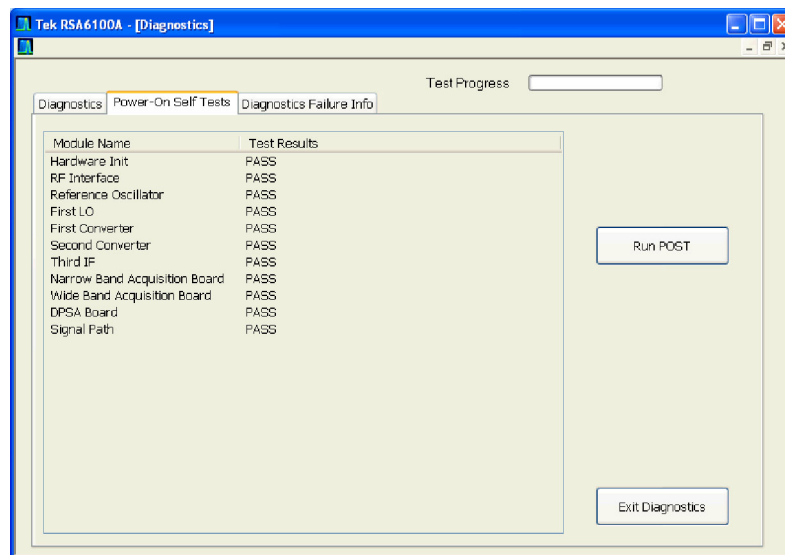 Tek RSA6100A - [Diagnostics]
Test Progress
Diagnostics Power-On Self Tests Diagnostics Failure Info
Module Name Test Results
Hardware Init PASS
RF Interface PASS
Reference Oscillator PASS
First LO PASS
First Converter PASS
Second Converter PASS
Third IF PASS
Narrow Band Acquisition Board PASS
Wide Band Acquisition Board PASS
DPSA Board PASS
Signal Path PASS
Run POST
Exit Diagnostics